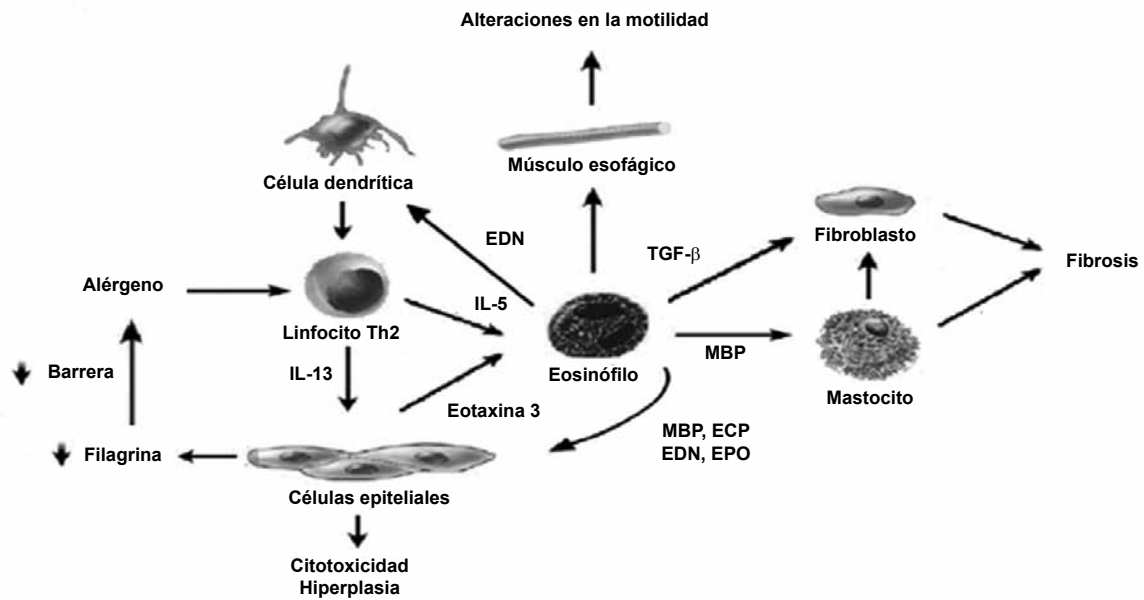 Alteraciones en la motilidad
Músculo esofágico
Célula dendrítica
EDN
TGF-β
Fibroblasto
Fibrosis
Alérgeno
IL-5
Linfocito Th2
MBP
Eosinófilo
Mastocito
Barrera
IL-13
Eotaxina 3
MBP, ECP
EDN, EPO
Filagrina
Células epiteliales
Citotoxicidad
Hiperplasia